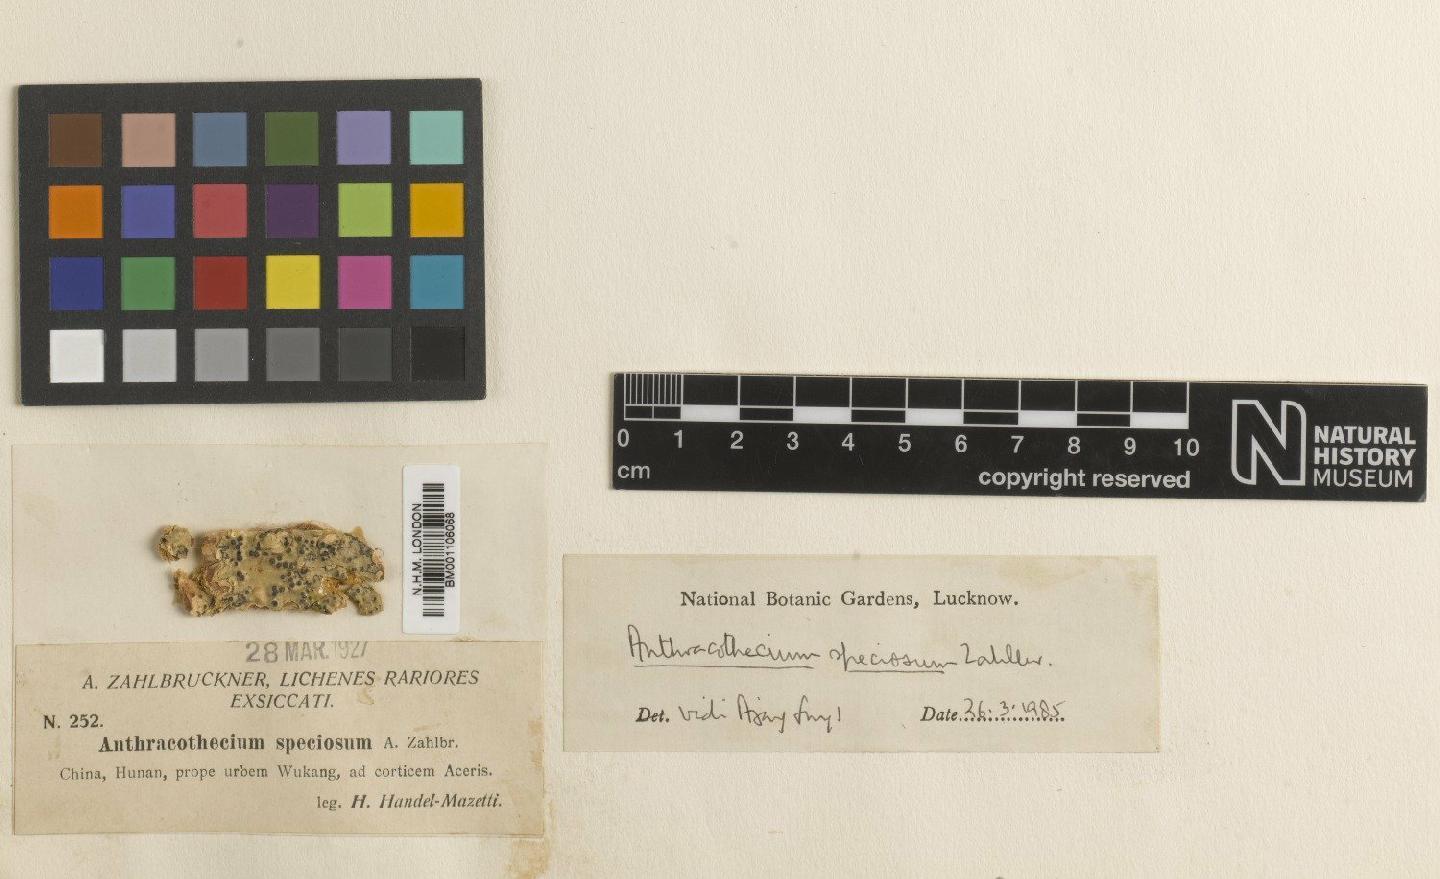 0 1 2 3 4 5 6 7 8 9 10
cm
copyright reserved
NATURAL
HISTORY
MUSEUM
N.H.M. LONDON
BM001106068
28 MAR. 1927
A. ZAHLBRUCKNER, LICHENES RARIORES
EXSICCATI.
N. 252.
Anthracothecium speciosum A. Zahlbr.
China, Hunan, prope urbem Wukang, ad corticem Aceris.
leg. H. Handel-Mazetti.
National Botanic Gardens, Lucknow.
Anthracothecium speciosum Zahlbr.
Det. vidi Ajay Date 26.3.1985